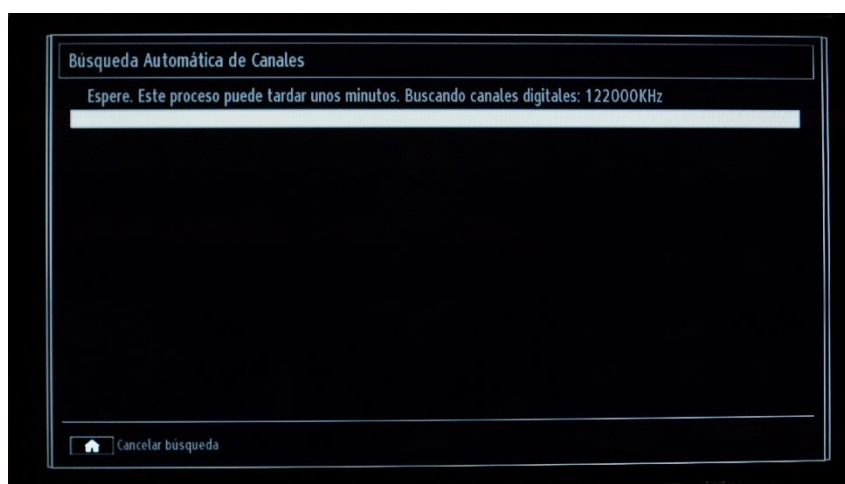 Búsqueda Automática de Canales
Espere. Este proceso puede tardar unos minutos. Buscando canales digitales: 122000KHz
Cancelar búsqueda